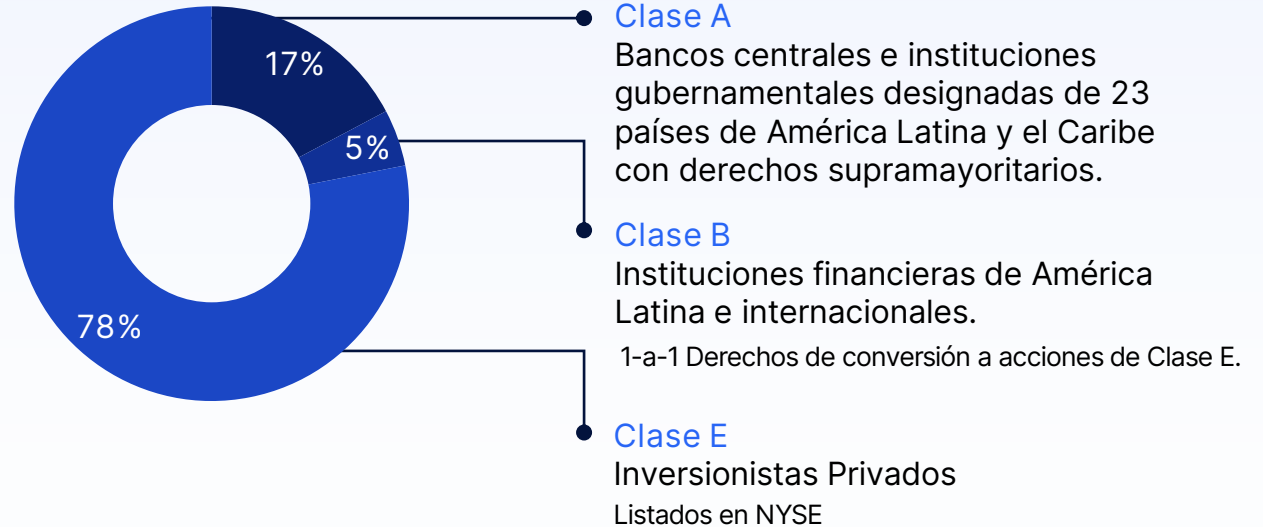 17%
5%
78%
Clase A
Bancos centrales e instituciones
gubernamentales designadas de 23
países de América Latina y el Caribe
con derechos supramayoritarios.
Clase B
Instituciones financieras de América
Latina e internacionales.
1-a-1 Derechos de conversión a acciones de Clase E.
Clase E
Inversionistas Privados
Listados en NYSE